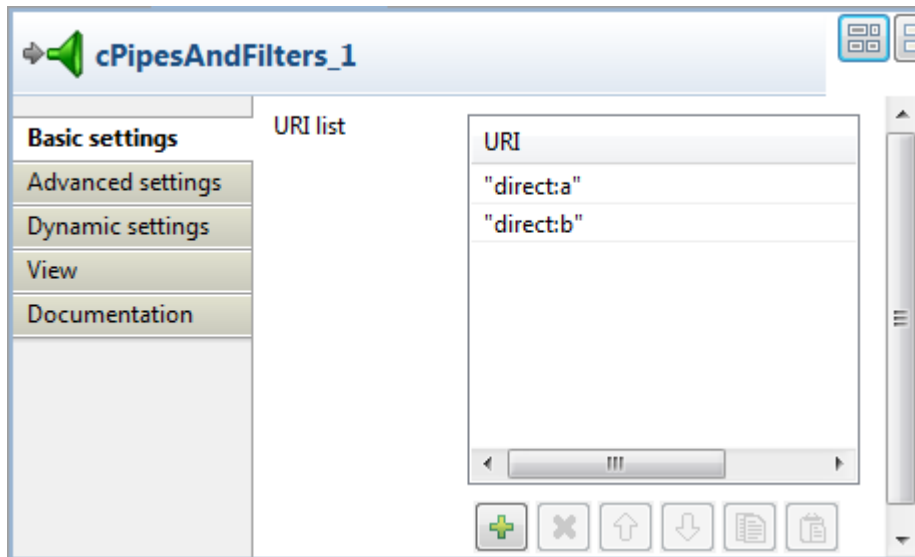 cPipesAndFilters_1
Basic settings
Advanced settings
Dynamic settings
View
Documentation
URI list
URI
"direct:a"
"direct:b"